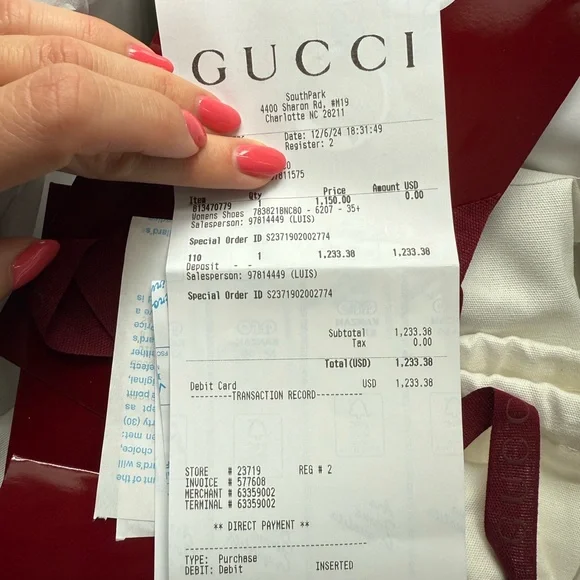 GUCCI
SouthPark
4400 Sharon Rd, #M19
Charlotte NC 28211
Date: 12/6/24 18:31:49
Register: 2
Item Qty Price Amount USD
813470779 1 1,150.00 0.00
Womens Shoes 783821BNC80 - 6207 - 35+
Salesperson: 97814449 (LUIS)
Special Order ID S2371902002774
110 1 1,233.38 1,233.38
Deposit - -
Salesperson: 97814449 (LUIS)
Special Order ID S2371902002774
Subtotal 1,233.38
Tax 0.00
Total(USD) 1,233.38
Debit Card USD 1,233.38
---------TRANSACTION RECORD----------
STORE # 23719 REG # 2
INVOICE # 577608
MERCHANT # 63359002
TERMINAL # 63359002
** DIRECT PAYMENT **
TYPE: Purchase
DEBIT: Debit INSERTED